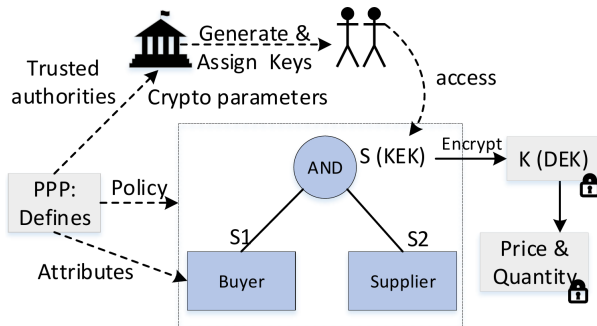 Generate &
Assign Keys
Trusted
authorities
Crypto parameters
access
AND
S (KEK)
Encrypt
K (DEK)
PPP:
Defines
Policy
S1
S2
Attributes
Buyer
Supplier
Price &
Quantity